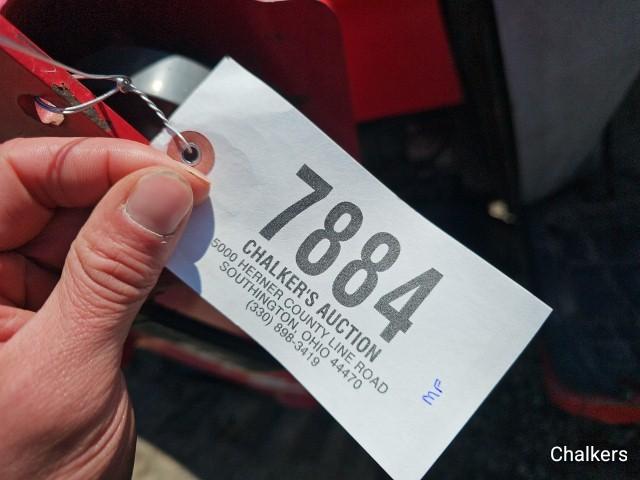 7884
CHALKER'S AUCTION
5000 HERNER COUNTY LINE ROAD
SOUTHINGTON, OHIO 44470
(330) 898-3419
MF
Chalkers